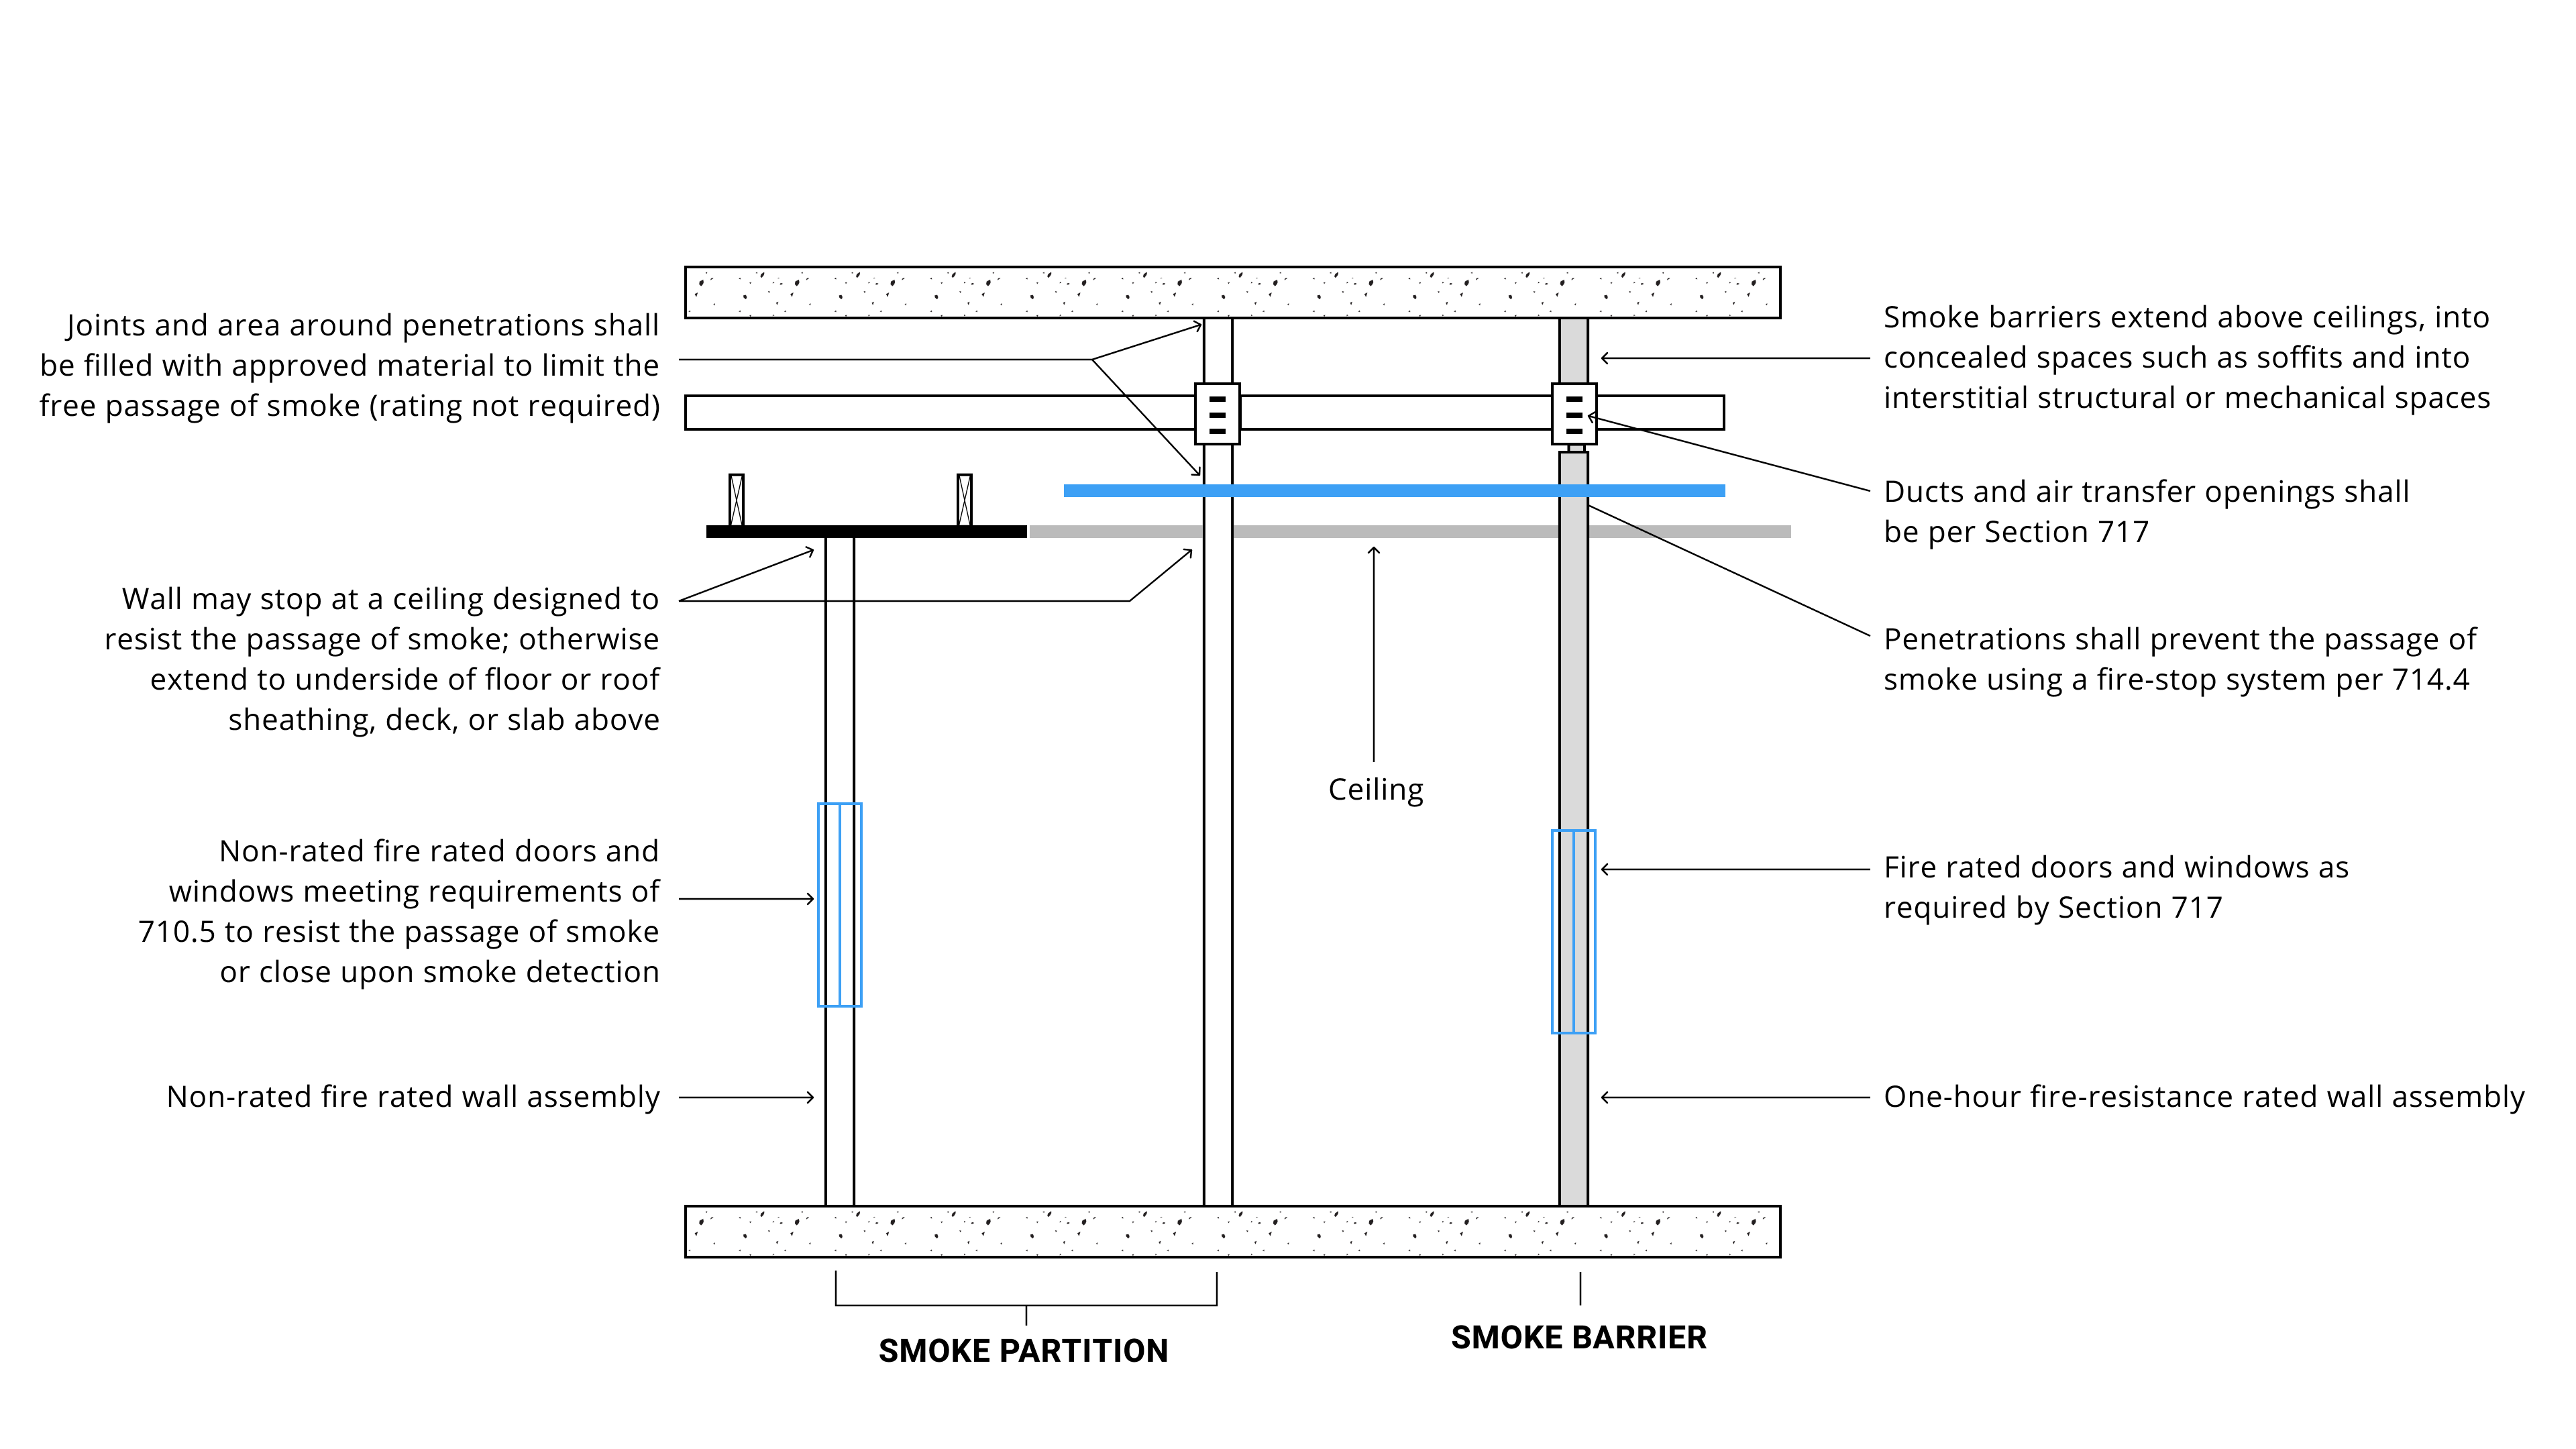 Joints and area around penetrations shall
be filled with approved material to limit the
free passage of smoke (rating not required)
Wall may stop at a ceiling designed to
resist the passage of smoke; otherwise
extend to underside of floor or roof
sheathing, deck, or slab above
Non-rated fire rated doors and
windows meeting requirements of
710.5 to resist the passage of smoke
or close upon smoke detection
Non-rated fire rated wall assembly
Ceiling
Smoke barriers extend above ceilings, into
concealed spaces such as soffits and into
interstitial structural or mechanical spaces
Ducts and air transfer openings shall
be per Section 717
Penetrations shall prevent the passage of
smoke using a fire-stop system per 714.4
Fire rated doors and windows as
required by Section 717
One-hour fire-resistance rated wall assembly
SMOKE PARTITION
SMOKE BARRIER